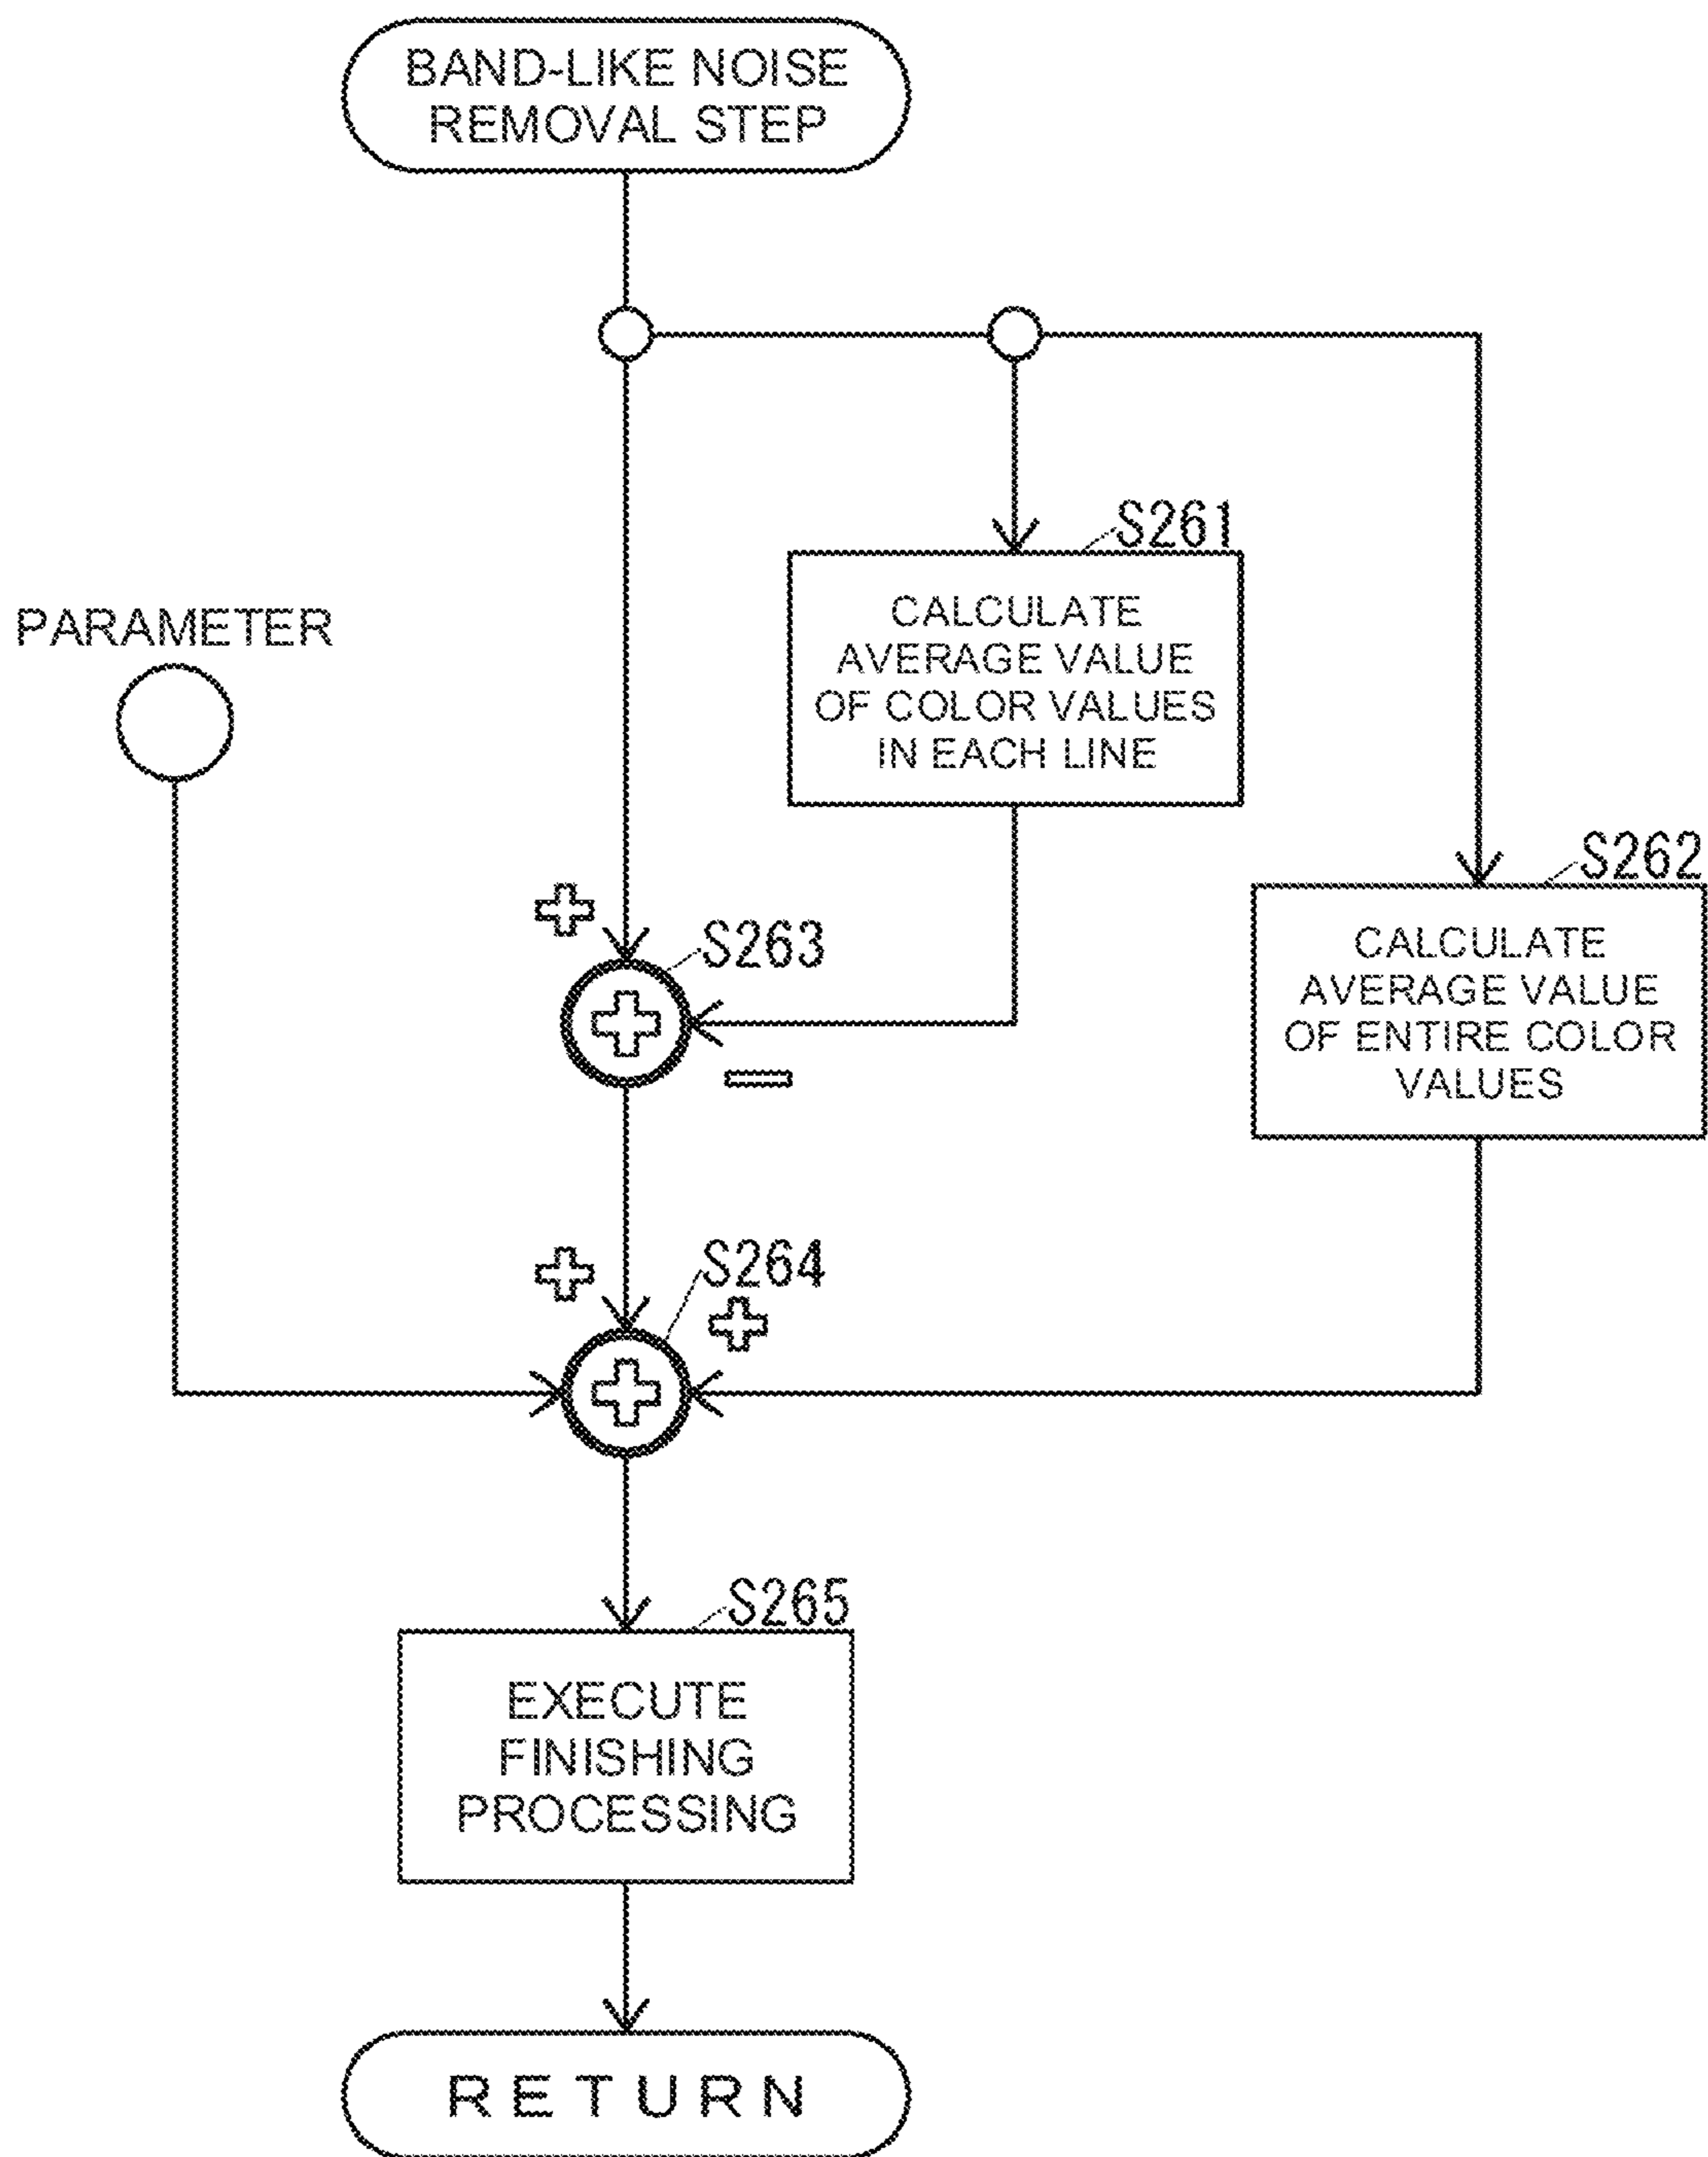 BAND-LIKE NOISE
REMOVAL STEP
S261
CALCULATE
AVERAGE VALUE
OF COLOR VALUES
IN EACH LINE
PARAMETER
S262
CALCULATE
AVERAGE VALUE
OF ENTIRE COLOR
VALUES
+
S263
+
−
+
S264
+
+
S265
EXECUTE
FINISHING
PROCESSING
RETURN